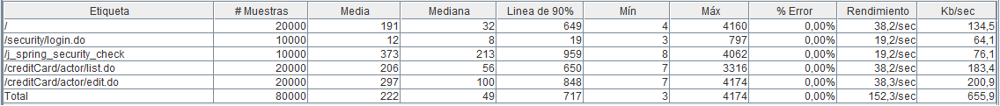 Etiqueta # Muestras Media Mediana Linea de 90% Mín Máx % Error Rendimiento Kb/sec
/ 20000 191 32 649 4 4160 0,00% 38,2/sec 134,5
/security/login.do 10000 12 8 19 3 797 0,00% 19,2/sec 64,1
/j_spring_security_check 10000 373 213 959 8 4062 0,00% 19,2/sec 76,1
/creditCard/actor/list.do 20000 206 56 650 7 3316 0,00% 38,2/sec 183,4
/creditCard/actor/edit.do 20000 297 100 848 7 4174 0,00% 38,3/sec 200,9
Total 80000 222 49 717 3 4174 0,00% 152,3/sec 655,9